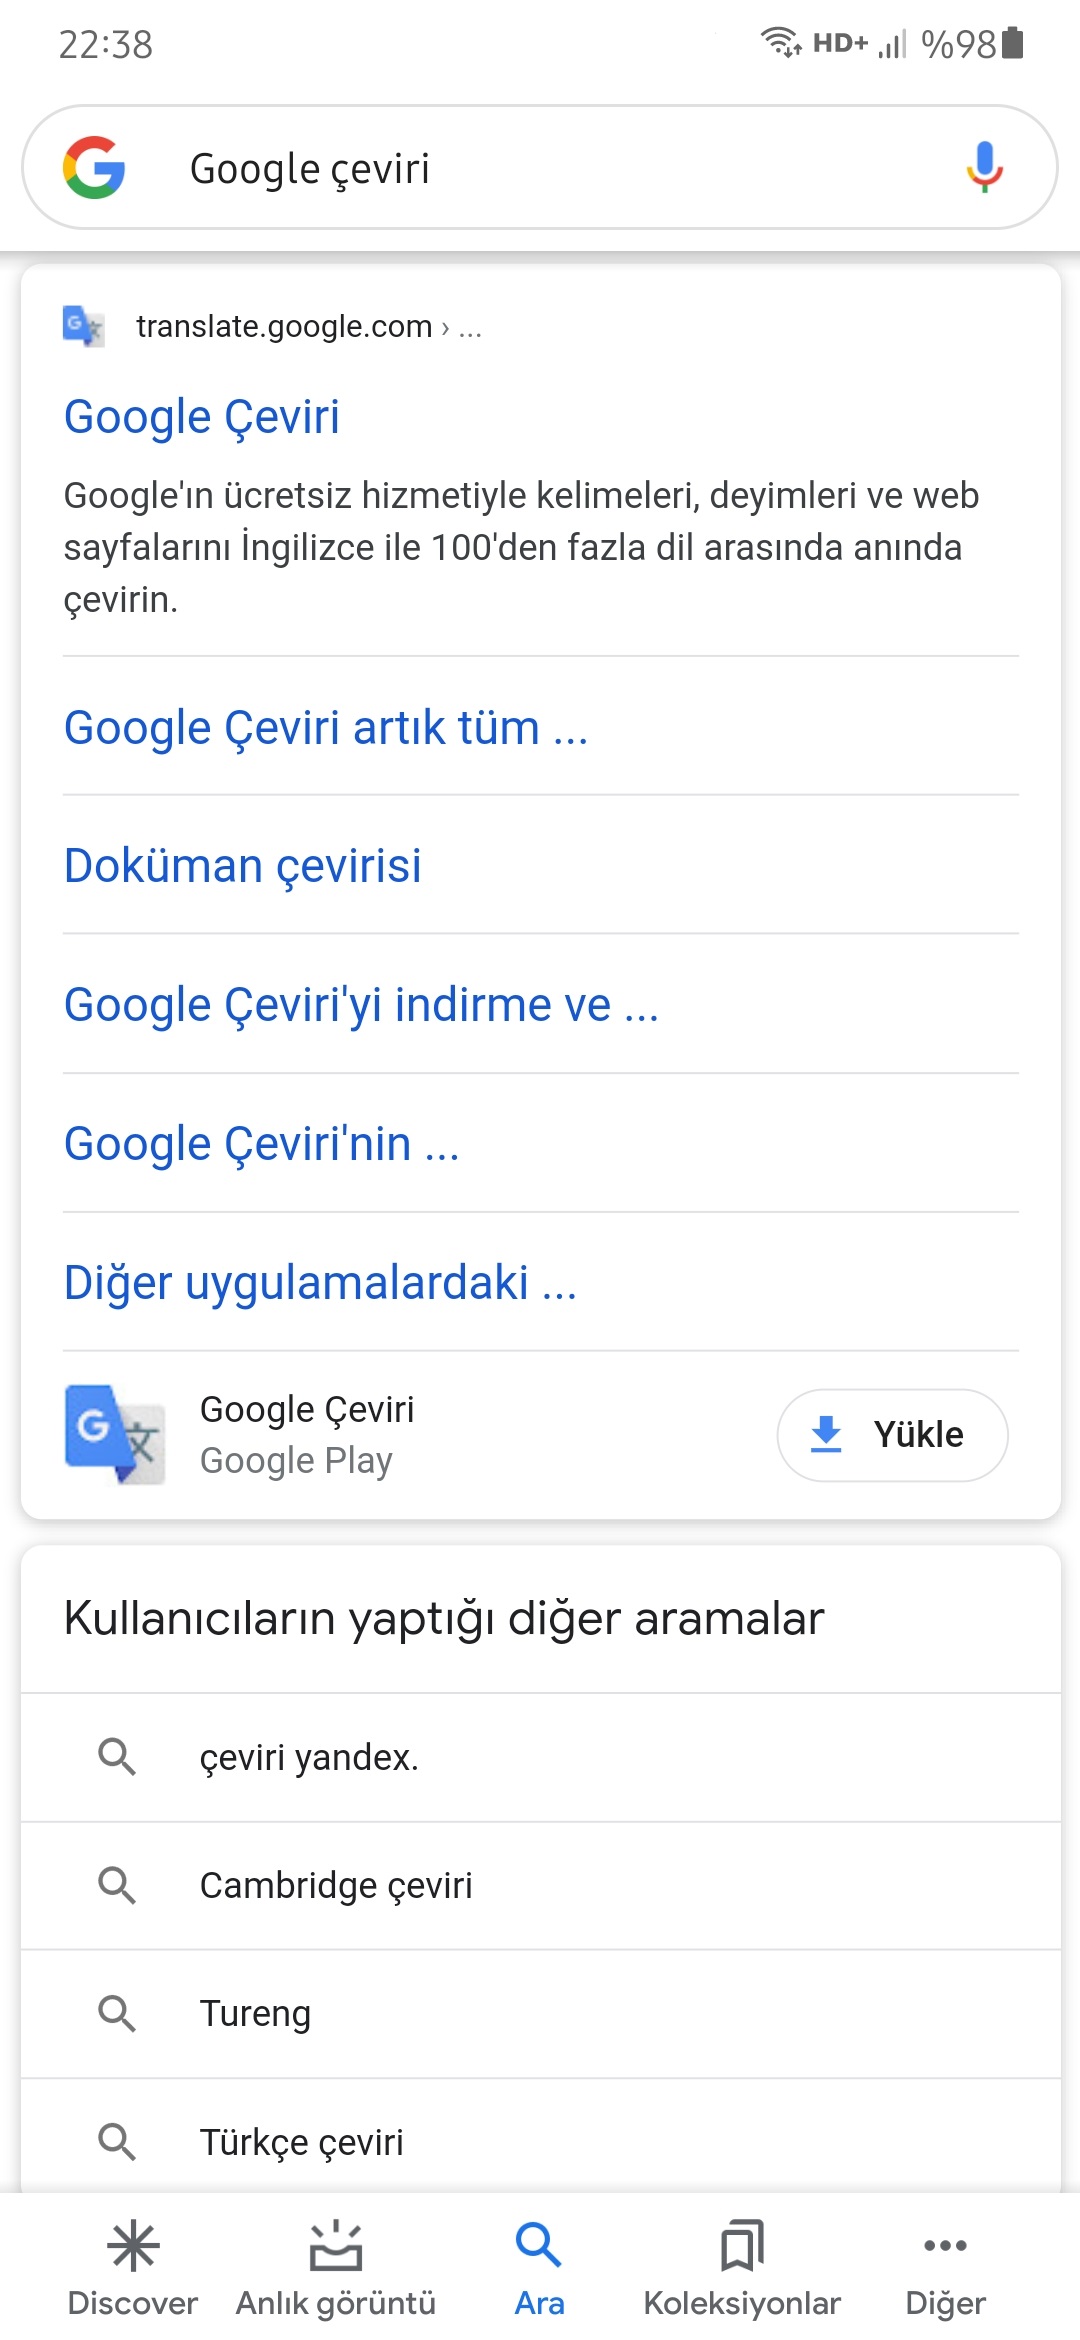 22:38
HD+ %98
Google çeviri
translate.google.com › ...
Google Çeviri
Google'ın ücretsiz hizmetiyle kelimeleri, deyimleri ve web
sayfalarını İngilizce ile 100'den fazla dil arasında anında
çevirin.
Google Çeviri artık tüm ...
Doküman çevirisi
Google Çeviri'yi indirme ve ...
Google Çeviri'nin ...
Diğer uygulamalardaki ...
Google Çeviri
Google Play
Yükle
Kullanıcıların yaptığı diğer aramalar
çeviri yandex.
Cambridge çeviri
Tureng
Türkçe çeviri
Discover Anlık görüntü Ara Koleksiyonlar Diğer